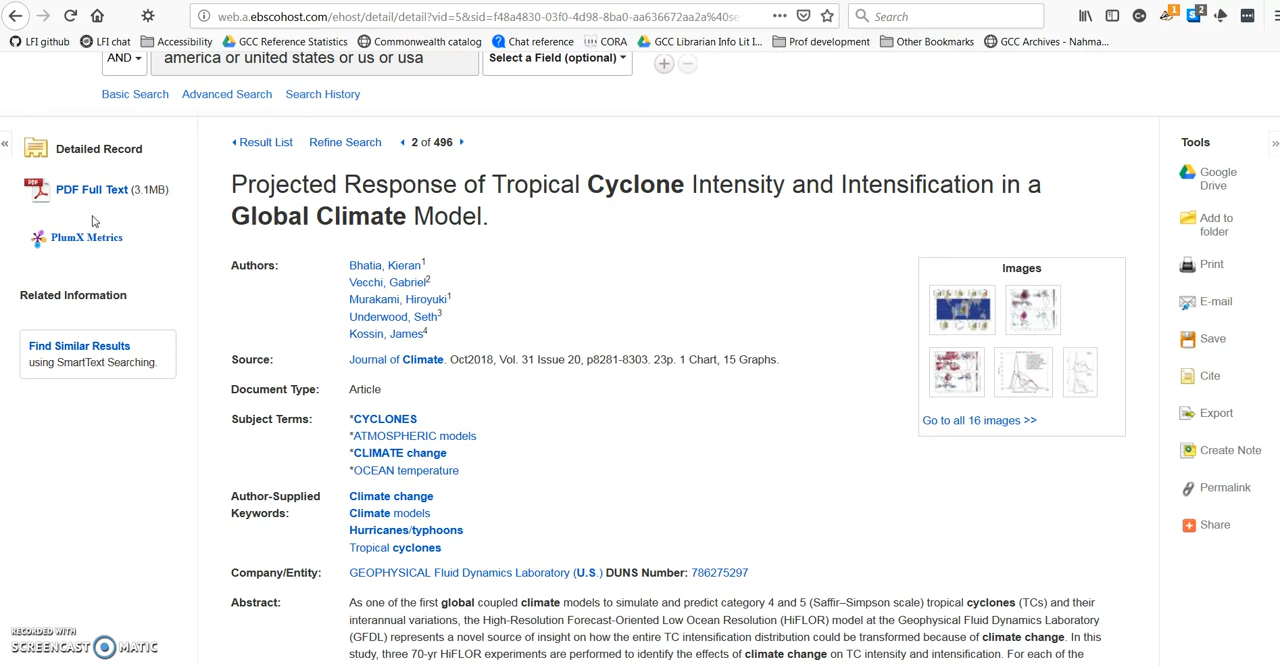 web.a.ebscohost.com/ehost/detail/detail?vid=5&sid=f48a4830-03f0-4d98-8ba0-aa636672aa2a%40se
Search
1
2
LFI github
LFI chat
Accessibility
GCC Reference Statistics
Commonwealth catalog
Chat reference
CORA
GCC Librarian Info Lit I...
Prof development
Other Bookmarks
GCC Archives - Nahma...
AND
america or united states or us or usa
Select a Field (optional)
Basic Search
Advanced Search
Search History
Detailed Record
PDF Full Text (3.1MB)
PlumX Metrics
Related Information
Find Similar Results
using SmartText Searching.
Result List
Refine Search
2 of 496
Projected Response of Tropical Cyclone Intensity and Intensification in a
Global Climate Model.
Authors:
Bhatia, Kieran1
Vecchi, Gabriel2
Murakami, Hiroyuki1
Underwood, Seth3
Kossin, James4
Source:
Journal of Climate. Oct2018, Vol. 31 Issue 20, p8281-8303. 23p. 1 Chart, 15 Graphs.
Document Type:
Article
Subject Terms:
*CYCLONES
*ATMOSPHERIC models
*CLIMATE change
*OCEAN temperature
Author-Supplied
Keywords:
Climate change
Climate models
Hurricanes/typhoons
Tropical cyclones
Company/Entity:
GEOPHYSICAL Fluid Dynamics Laboratory (U.S.) DUNS Number: 786275297
Abstract:
As one of the first global coupled climate models to simulate and predict category 4 and 5 (Saffir–Simpson scale) tropical cyclones (TCs) and their
interannual variations, the High-Resolution Forecast-Oriented Low Ocean Resolution (HiFLOR) model at the Geophysical Fluid Dynamics Laboratory
(GFDL) represents a novel source of insight on how the entire TC intensification distribution could be transformed because of climate change. In this
study, three 70-yr HiFLOR experiments are performed to identify the effects of climate change on TC intensity and intensification. For each of the
Images
Go to all 16 images >>
Tools
Google
Drive
Add to
folder
Print
E-mail
Save
Cite
Export
Create Note
Permalink
Share
RECORDED WITH
SCREENCAST MATIC